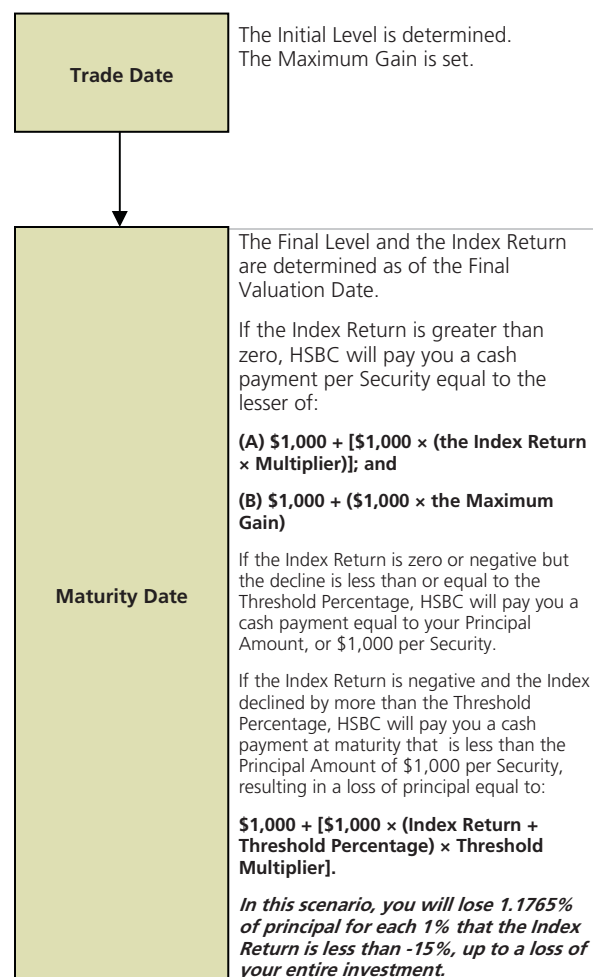 Trade Date
The Initial Level is determined.
The Maximum Gain is set.
Maturity Date
The Final Level and the Index Return
are determined as of the Final
Valuation Date.
If the Index Return is greater than
zero, HSBC will pay you a cash
payment per Security equal to the
lesser of:
(A) $1,000 + [$1,000 × (the Index Return
× Multiplier)]; and
(B) $1,000 + ($1,000 × the Maximum
Gain)
If the Index Return is zero or negative but
the decline is less than or equal to the
Threshold Percentage, HSBC will pay you a
cash payment equal to your Principal
Amount, or $1,000 per Security.
If the Index Return is negative and the Index
declined by more than the Threshold
Percentage, HSBC will pay you a cash
payment at maturity that is less than the
Principal Amount of $1,000 per Security,
resulting in a loss of principal equal to:
$1,000 + [$1,000 × (Index Return +
Threshold Percentage) × Threshold
Multiplier].
In this scenario, you will lose 1.1765%
of principal for each 1% that the Index
Return is less than -15%, up to a loss of
your entire investment.